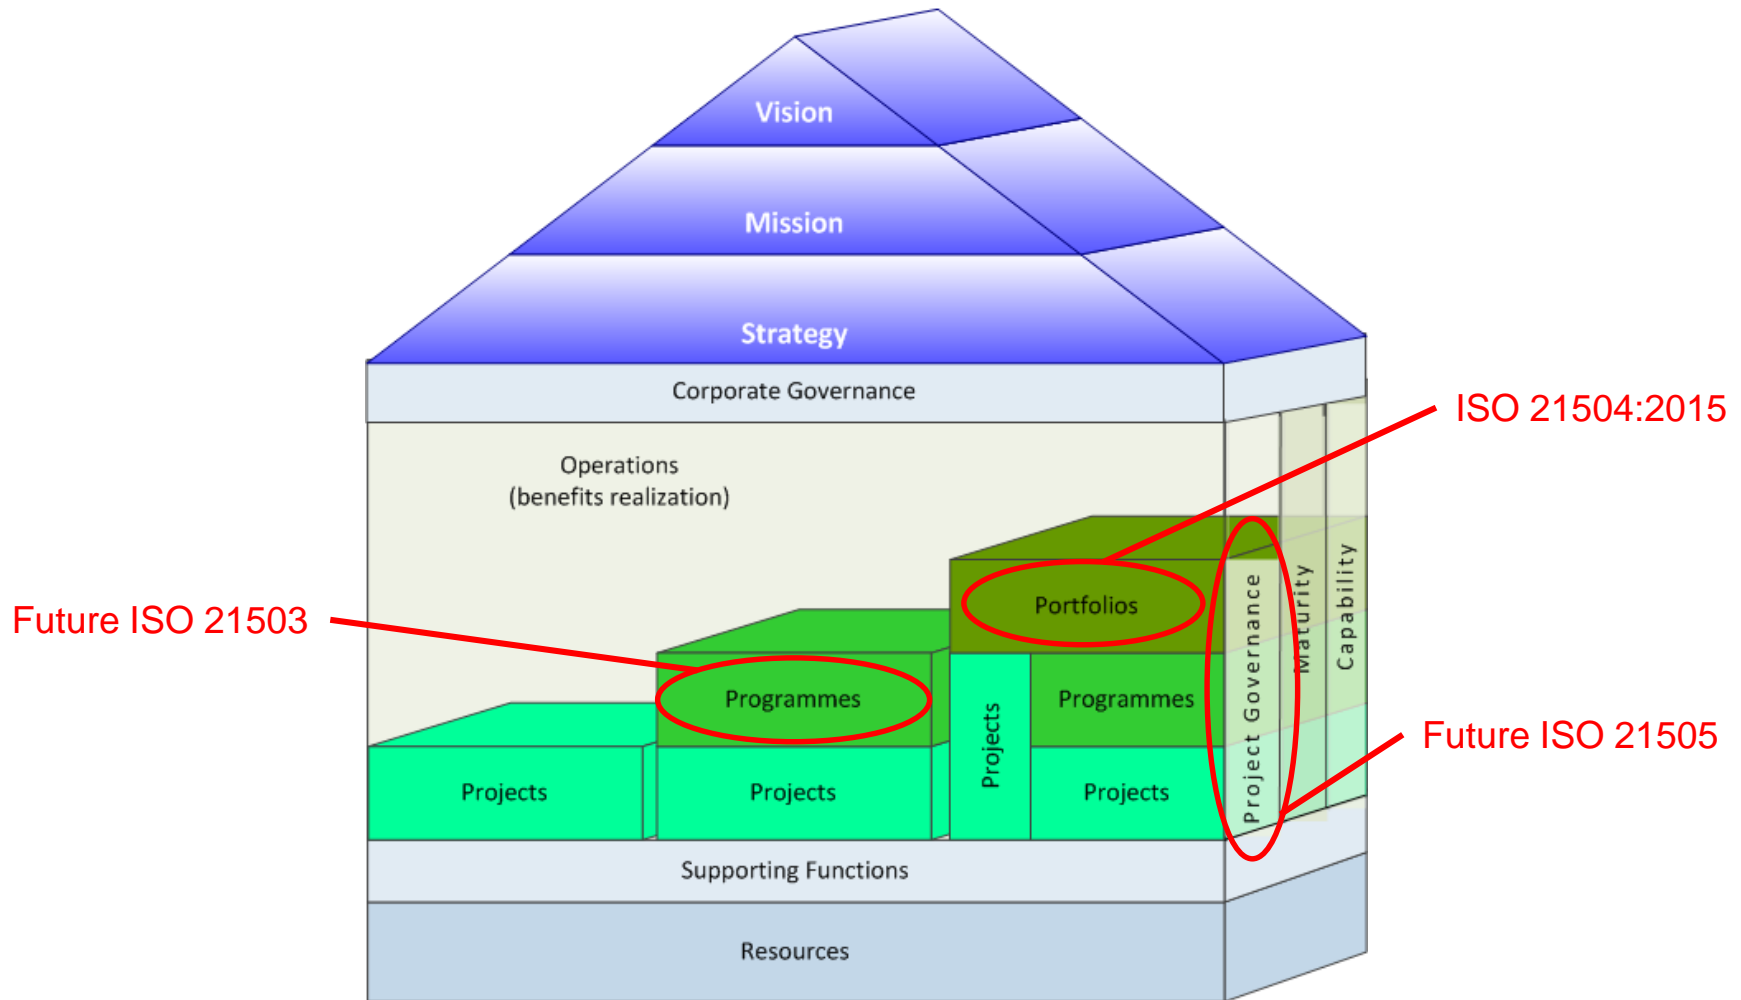 Vision
Mission
Strategy
Corporate Governance
ISO 21504:2015
Operations
(benefits realization)
Future ISO 21503
Portfolios
Programmes
Programmes
Projects
Projects
Projects
Projects
Project Governance
Maturity
Capability
Future ISO 21505
Supporting Functions
Resources